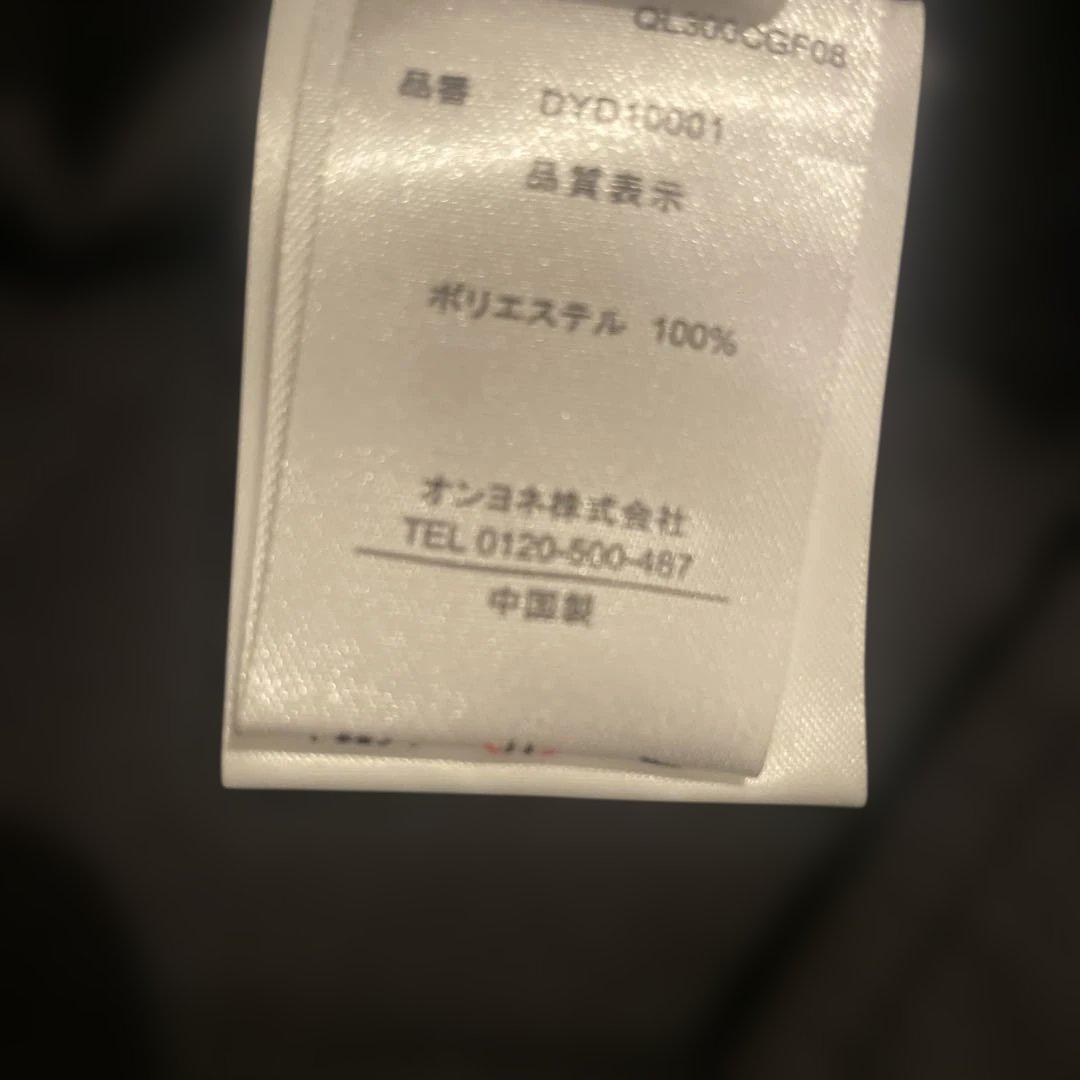 QL300CGF08
品番 DYD10001
品質表示
ポリエステル 100%
オンヨネ株式会社
TEL 0120-500-487
中国製